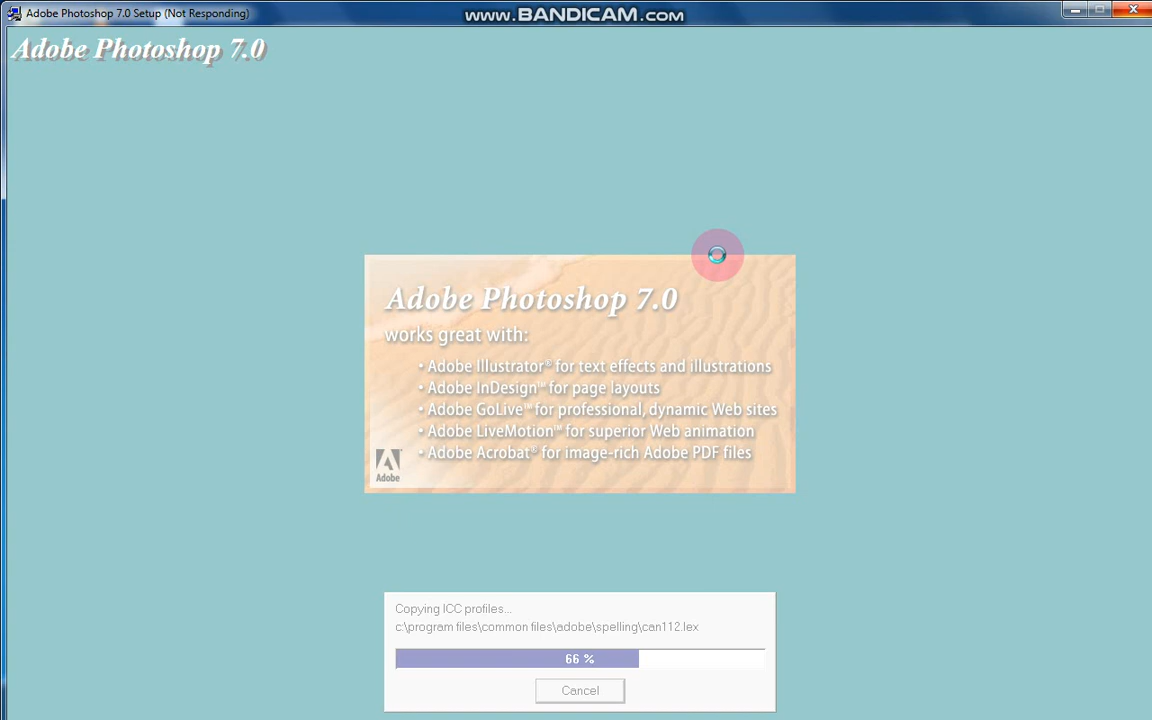 Adobe Photoshop 7.0 Setup (Not Responding)
www.BANDICAM.com
Adobe Photoshop 7.0
Adobe Photoshop 7.0
works great with:
• Adobe Illustrator® for text effects and illustrations
• Adobe InDesign™ for page layouts
• Adobe GoLive™ for professional, dynamic Web sites
• Adobe LiveMotion™ for superior Web animation
• Adobe Acrobat® for image-rich Adobe PDF files
Adobe
Copying ICC profiles...
c:\program files\common files\adobe\spelling\can112.lex
66 %
Cancel